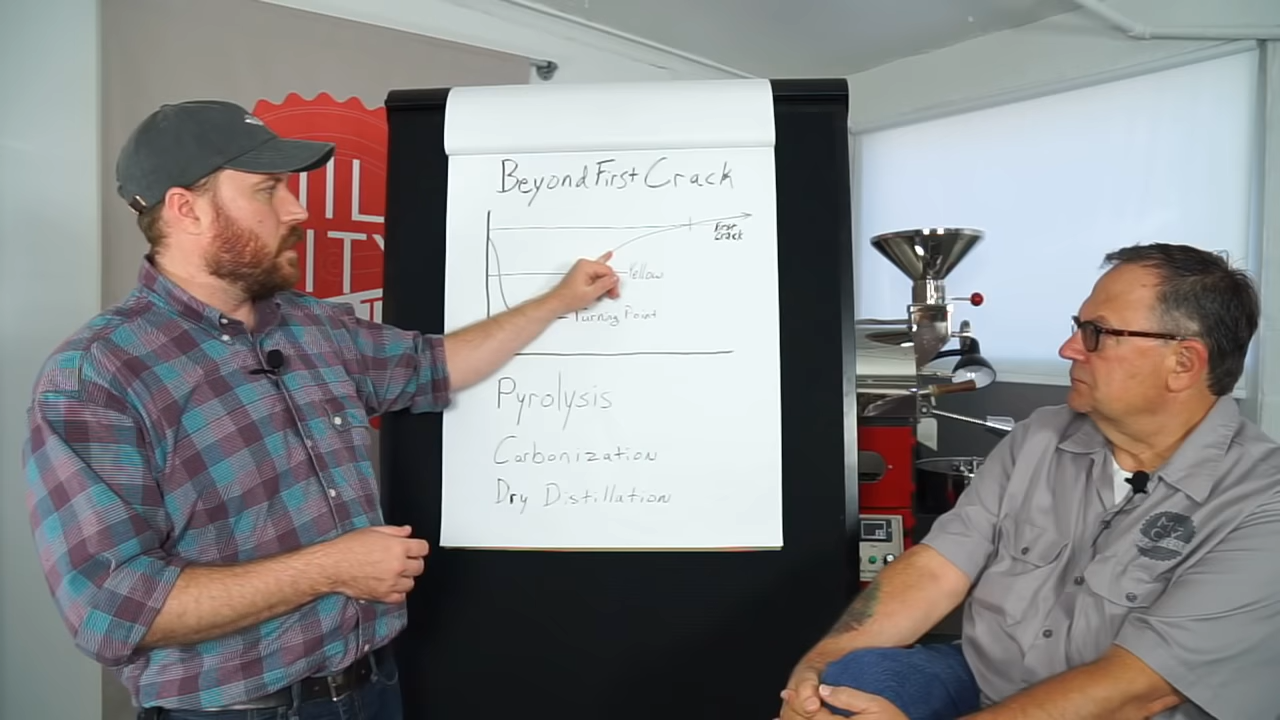 Beyond First Crack
First
Crack
Yellow
Turning Point
Pyrolysis
Carbonization
Dry Distillation